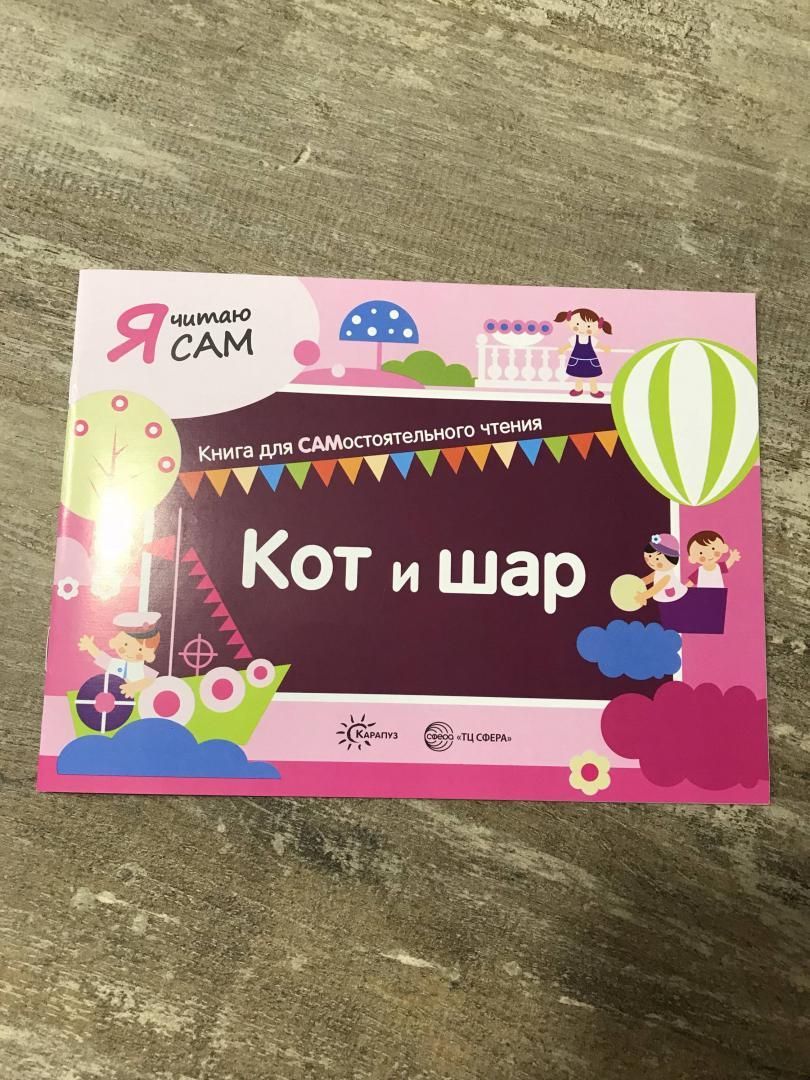 Я читаю
САМ
Книга для САМостоятельного чтения
Кот и шар
КАРАПУЗ
сфера «ТЦ СФЕРА»